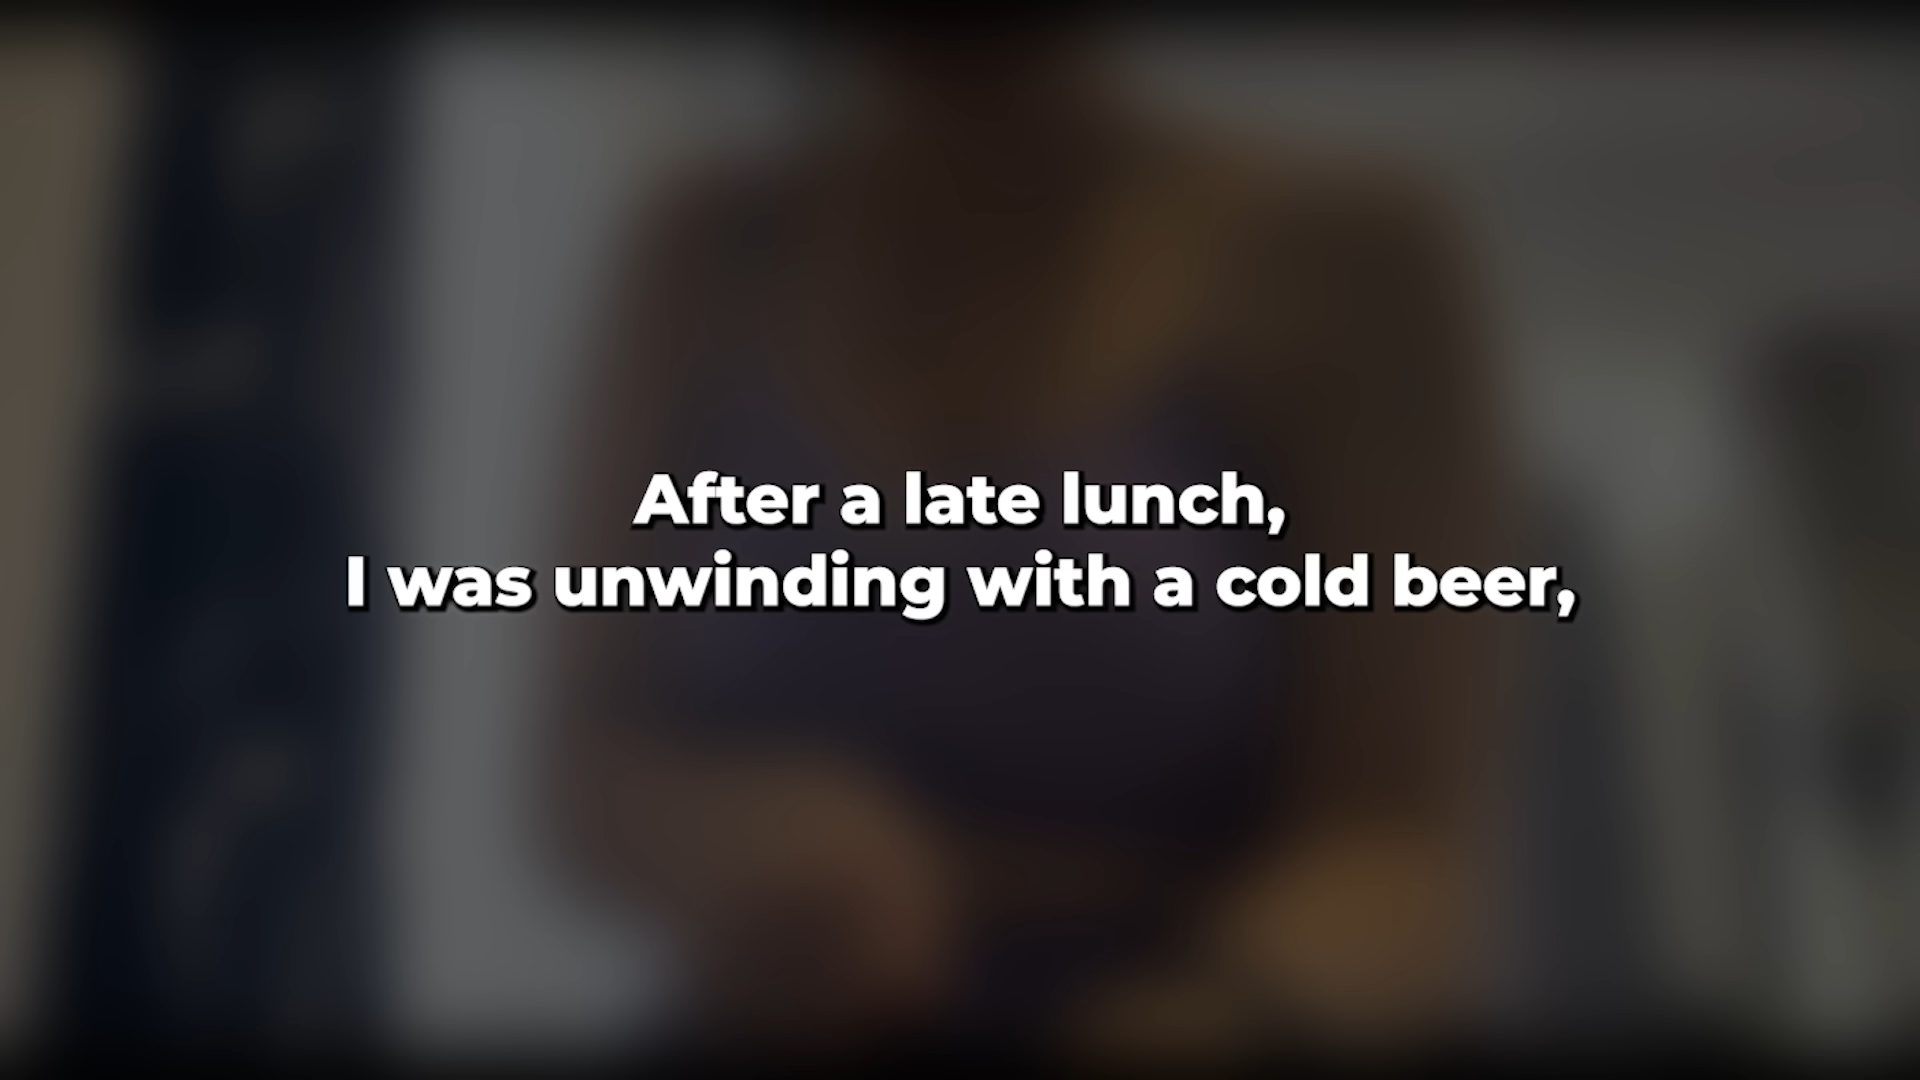 After a late lunch,
I was unwinding with a cold beer,